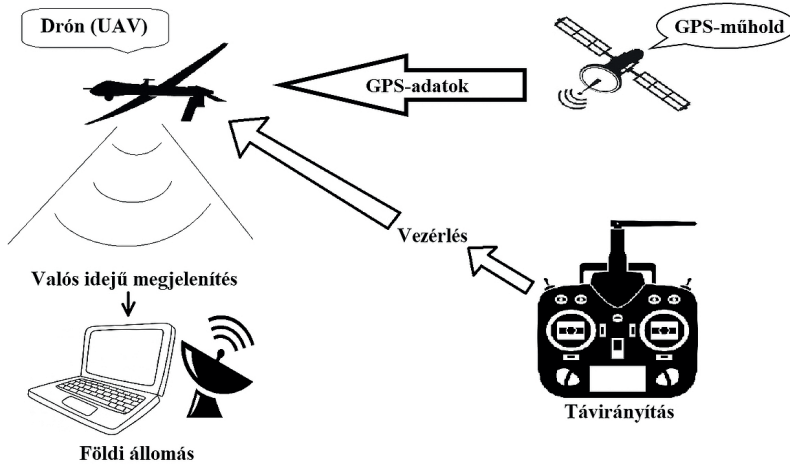 Drón (UAV)
GPS-műhold
GPS-adatok
Vezérlés
Valós idejű megjelenítés
Távirányítás
Földi állomás